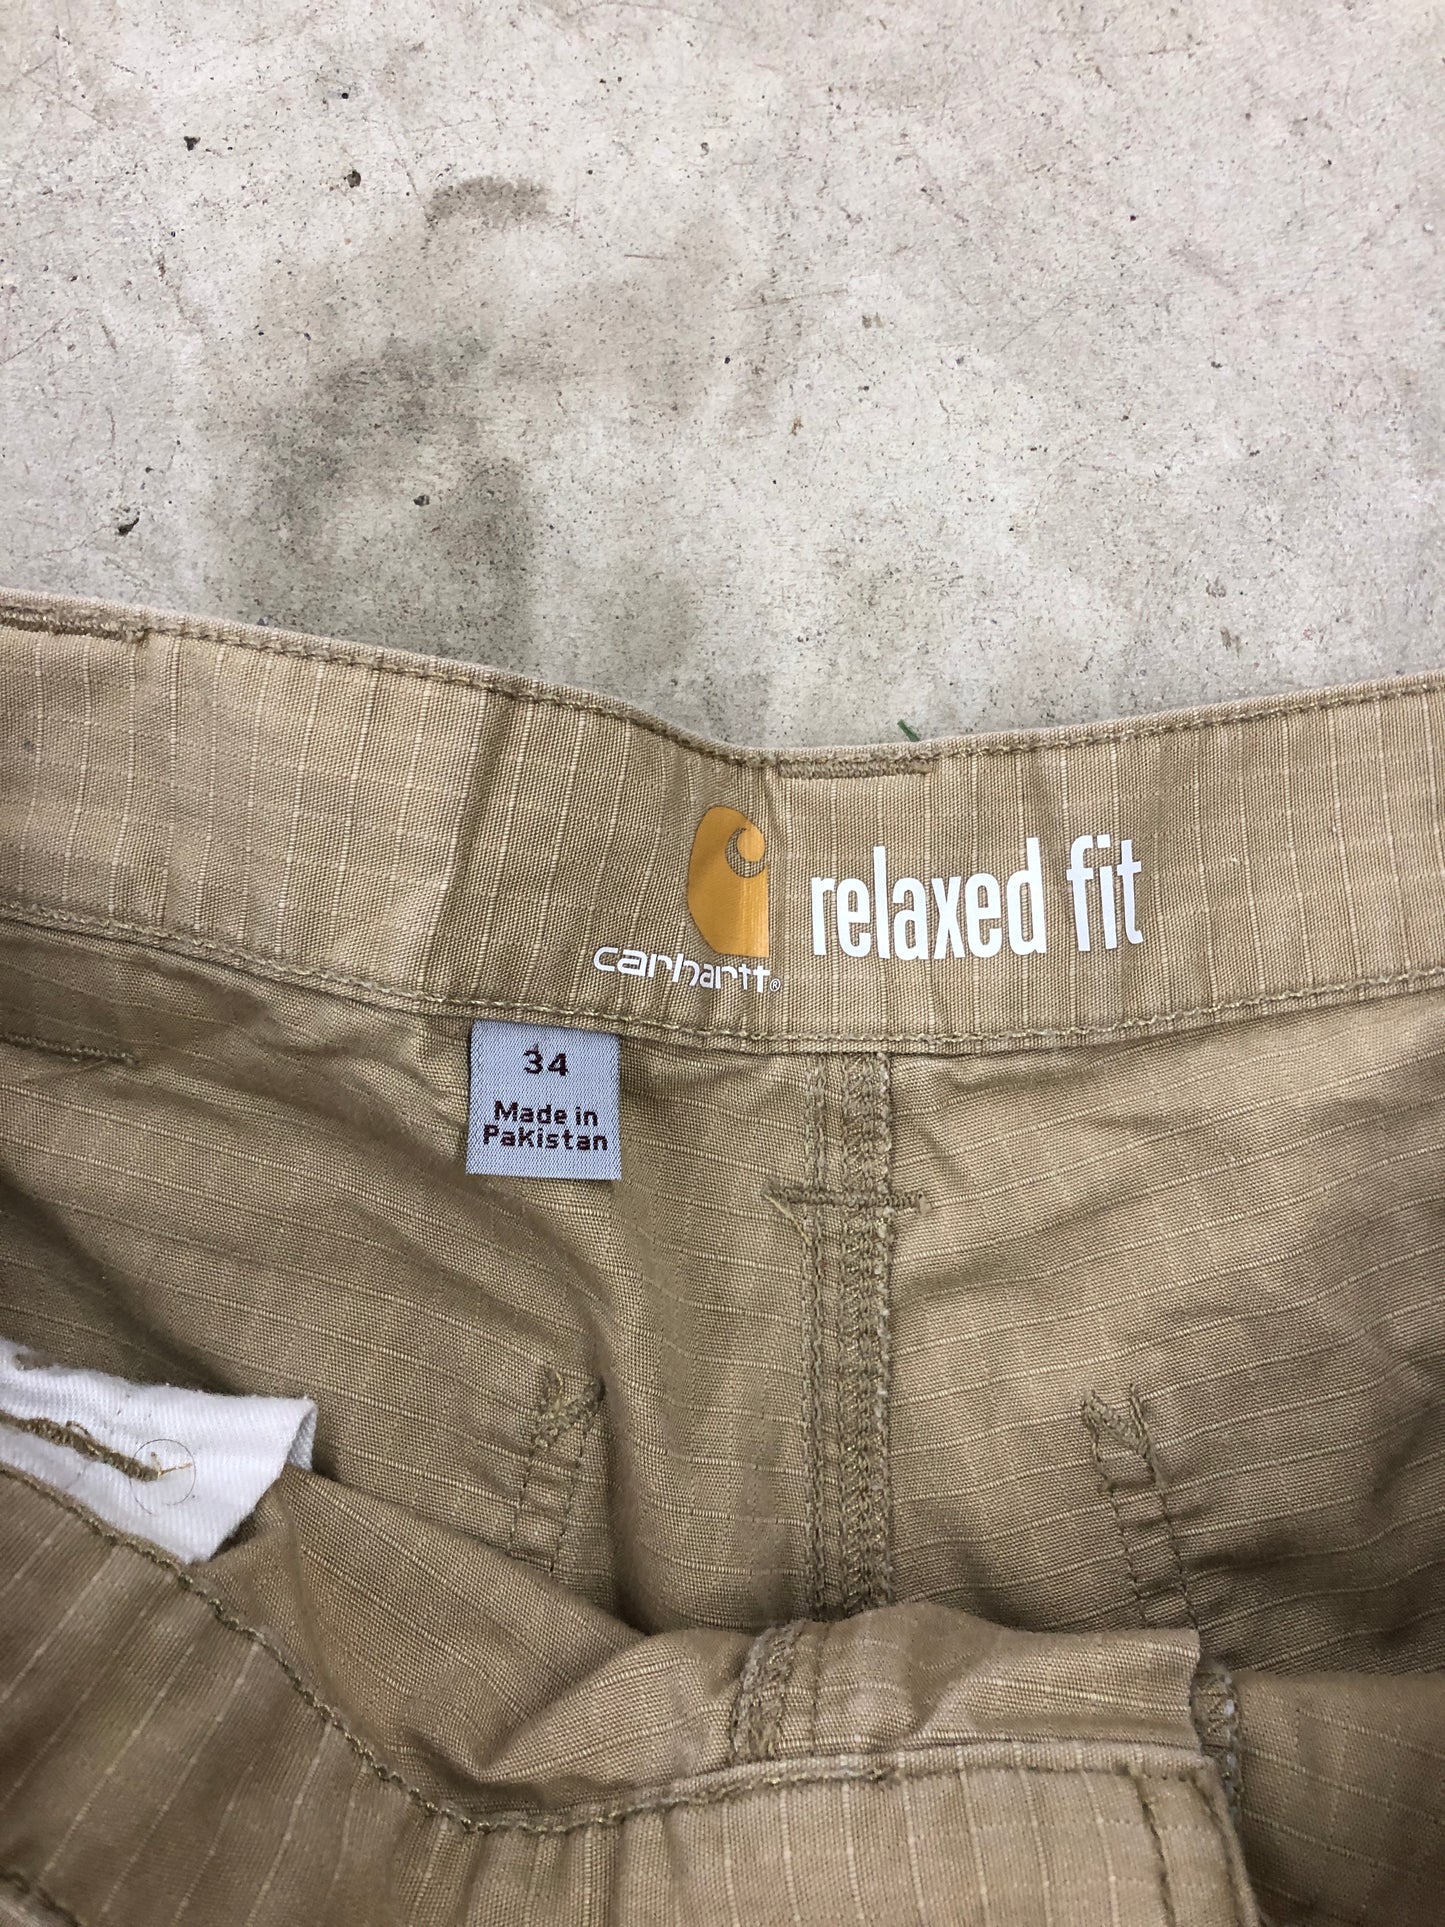 relaxed fit
carhartt®
34
Made in
Pakistan